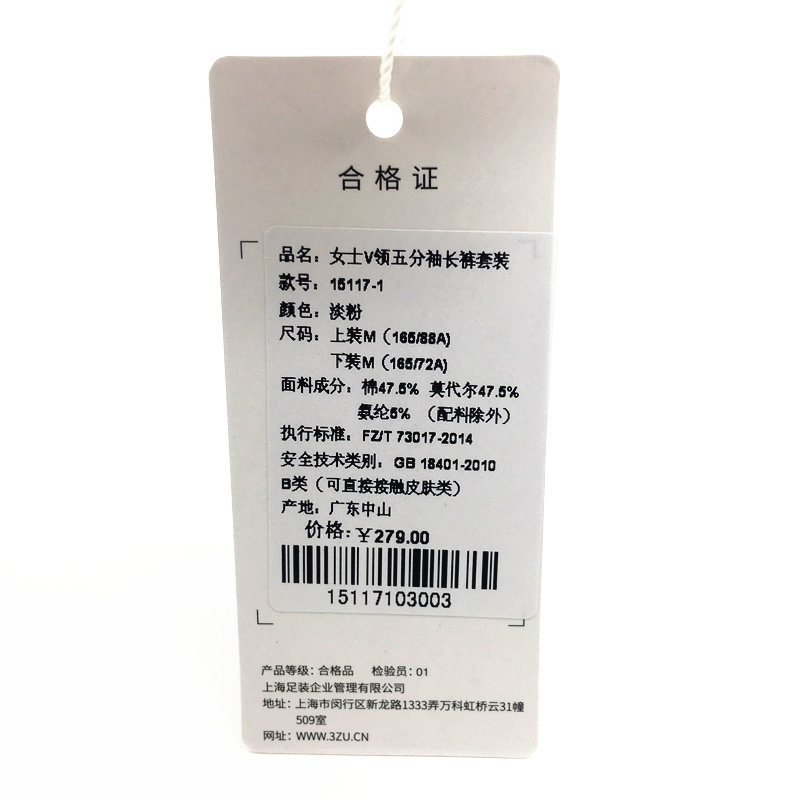 合格证
品名：女士V领五分袖长裤套装
款号：15117-1
颜色：淡粉
尺码：上装M（165/88A)
下装M（165/72A)
面料成分：棉47.5% 莫代尔47.5%
氨纶5% （配料除外）
执行标准：FZ/T 73017-2014
安全技术类别：GB 18401-2010
B类（可直接接触皮肤类）
产地：广东中山
价格：￥279.00
15117103003
产品等级：合格品 检验员：01
上海足装企业管理有限公司
地址：上海市闵行区新龙路1333弄万科虹桥云31幢
509室
网址：WWW.3ZU.CN